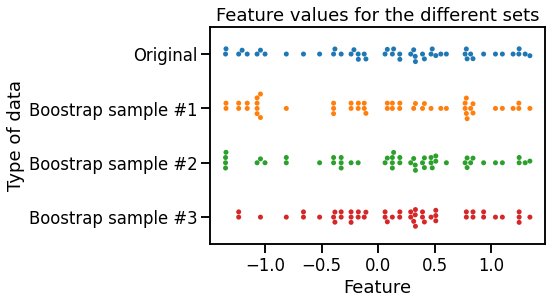 Feature values for the different sets
Type of data
Original
Boostrap sample #1
Boostrap sample #2
Boostrap sample #3
−1.0 −0.5 0.0 0.5 1.0
Feature